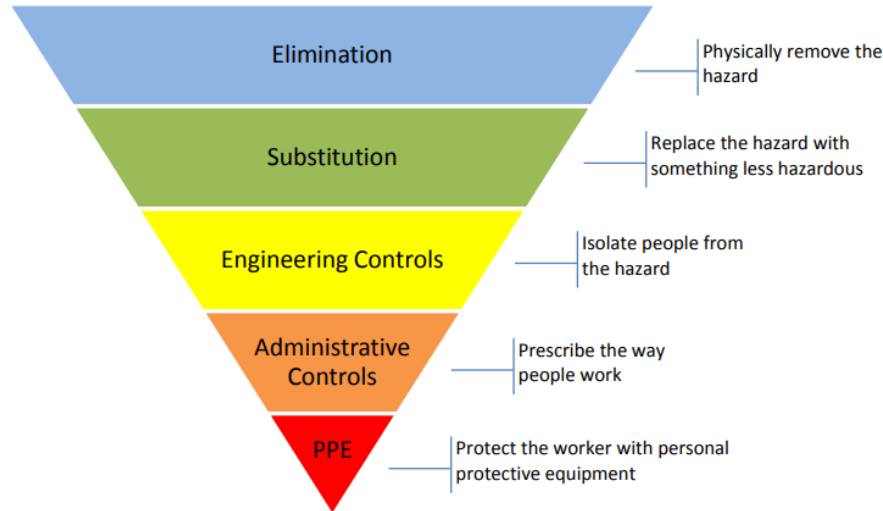 Elimination
Physically remove the
hazard
Substitution
Replace the hazard with
something less hazardous
Engineering Controls
Isolate people from
the hazard
Administrative
Controls
Prescribe the way
people work
PPE
Protect the worker with personal
protective equipment